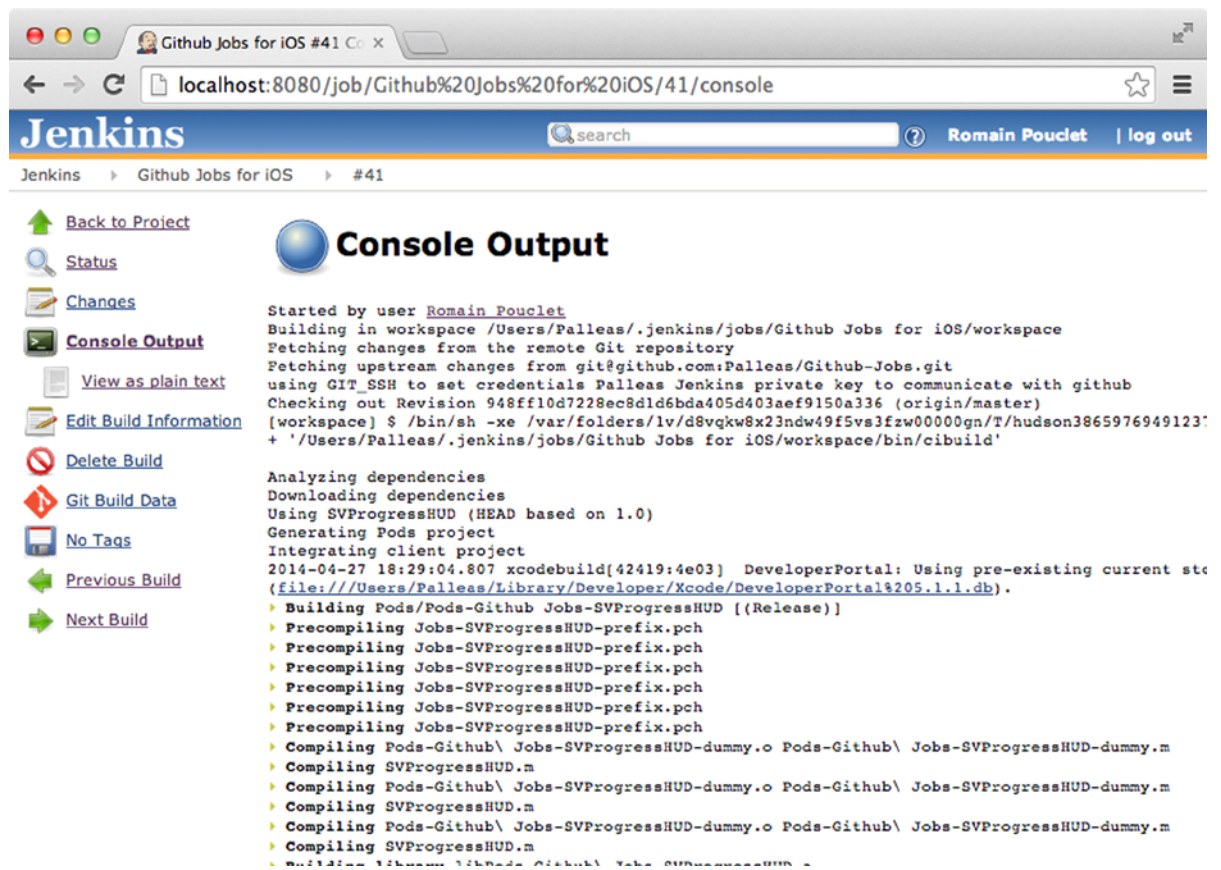 Github Jobs for iOS #41 Co
localhost:8080/job/Github%20Jobs%20for%20iOS/41/console
Jenkins
search
Romain Pouclet | log out
Jenkins Github Jobs for iOS #41
Back to Project
Status
Changes
Console Output
View as plain text
Edit Build Information
Delete Build
Git Build Data
No Tags
Previous Build
Next Build
Console Output
Started by user Romain Pouclet
Building in workspace /Users/Palleas/.jenkins/jobs/Github Jobs for iOS/workspace
Fetching changes from the remote Git repository
Fetching upstream changes from git@github.com:Palleas/Github-Jobs.git
using GIT_SSH to set credentials Palleas Jenkins private key to communicate with github
Checking out Revision 948ff10d7228ec8d1d6bda405d403aef9150a336 (origin/master)
[workspace] $ /bin/sh -xe /var/folders/lv/d8vqkw8x23ndw49f5vs3fzw00000gn/T/hudson3865976949123
+ '/Users/Palleas/.jenkins/jobs/Github Jobs for iOS/workspace/bin/cibuild'
Analyzing dependencies
Downloading dependencies
Using SVProgressHUD (HEAD based on 1.0)
Generating Pods project
Integrating client project
2014-04-27 18:29:04.807 xcodebuild[42419:4e03]  DeveloperPortal: Using pre-existing current sto
(file:///Users/Palleas/Library/Developer/Xcode/DeveloperPortal%205.1.1.db).
Building Pods/Pods-Github Jobs-SVProgressHUD [(Release)]
Precompiling Jobs-SVProgressHUD-prefix.pch
Precompiling Jobs-SVProgressHUD-prefix.pch
Precompiling Jobs-SVProgressHUD-prefix.pch
Precompiling Jobs-SVProgressHUD-prefix.pch
Precompiling Jobs-SVProgressHUD-prefix.pch
Precompiling Jobs-SVProgressHUD-prefix.pch
Compiling Pods-Github\ Jobs-SVProgressHUD-dummy.o Pods-Github\ Jobs-SVProgressHUD-dummy.m
Compiling SVProgressHUD.m
Compiling Pods-Github\ Jobs-SVProgressHUD-dummy.o Pods-Github\ Jobs-SVProgressHUD-dummy.m
Compiling SVProgressHUD.m
Compiling Pods-Github\ Jobs-SVProgressHUD-dummy.o Pods-Github\ Jobs-SVProgressHUD-dummy.m
Compiling SVProgressHUD.m
Building library libPods-Github\ Jobs-SVProgressHUD.a